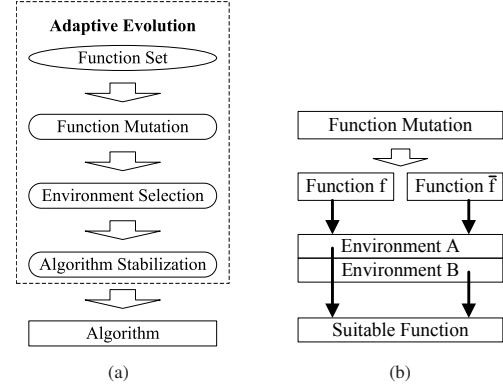 Adaptive Evolution
Function Set
Function Mutation
Environment Selection
Algorithm Stabilization
Algorithm
(a)
Function Mutation
Function f
Function f̄
Environment A
Environment B
Suitable Function
(b)